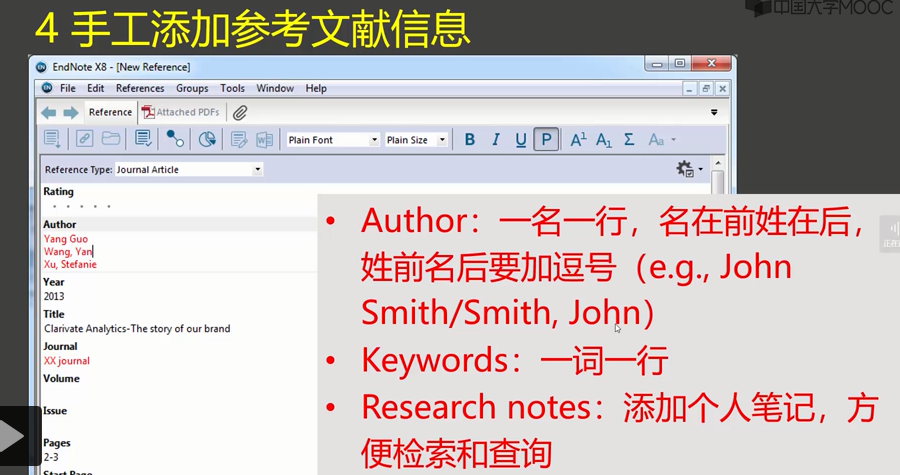 中国大学MOOC
4 手工添加参考文献信息
EndNote X8 - [New Reference]
File Edit References Groups Tools Window Help
Reference Attached PDFs
Plain Font Plain Size B I U P A¹ A₁ Σ Aa
Reference Type: Journal Article
Rating
Author
Yang Guo
Wang, Yan
Xu, Stefanie
Year
2013
Title
Clarivate Analytics-The story of our brand
Journal
XX journal
Volume
Issue
Pages
2-3
Start Page
• Author：一名一行，名在前姓在后，
姓前名后要加逗号（e.g., John
Smith/Smith, John）
• Keywords：一词一行
• Research notes：添加个人笔记，方
便检索和查询